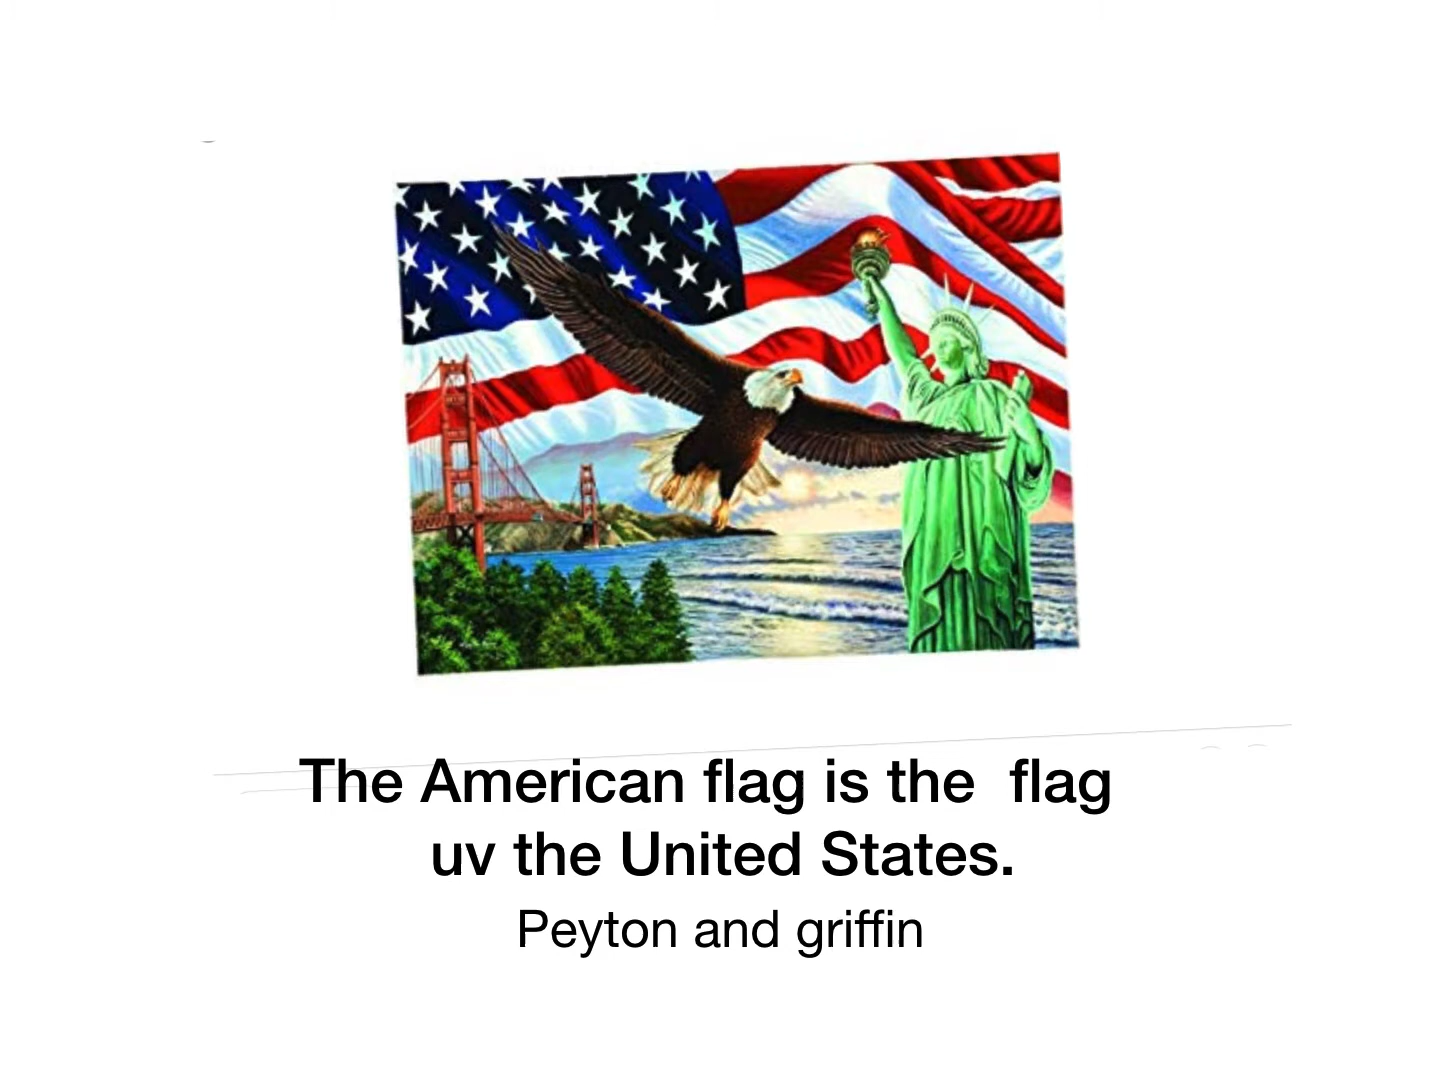 The American flag is the  flag
uv the United States.
Peyton and griffin